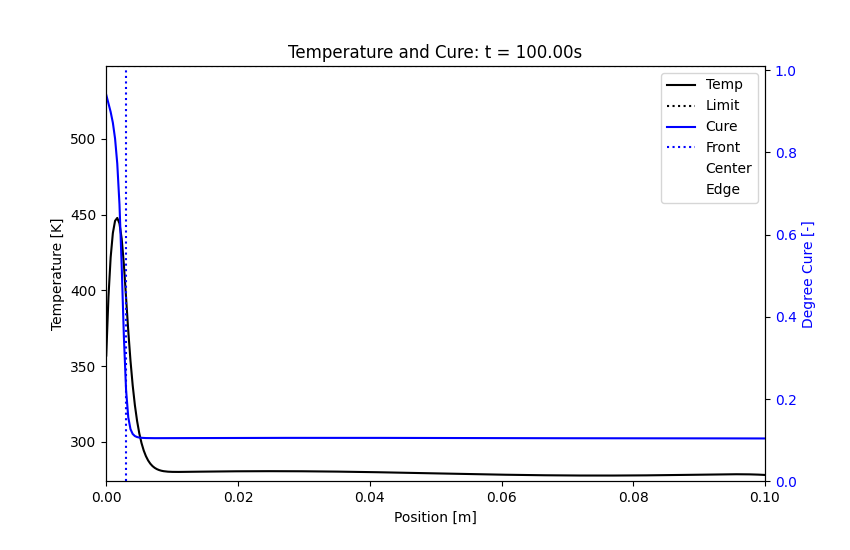 Temperature and Cure: t = 100.00s
Temp
Limit
Cure
Front
Center
Edge
Temperature [K]
500
450
400
350
300
Degree Cure [-]
1.0
0.8
0.6
0.4
0.2
0.0
0.00 0.02 0.04 0.06 0.08 0.10
Position [m]